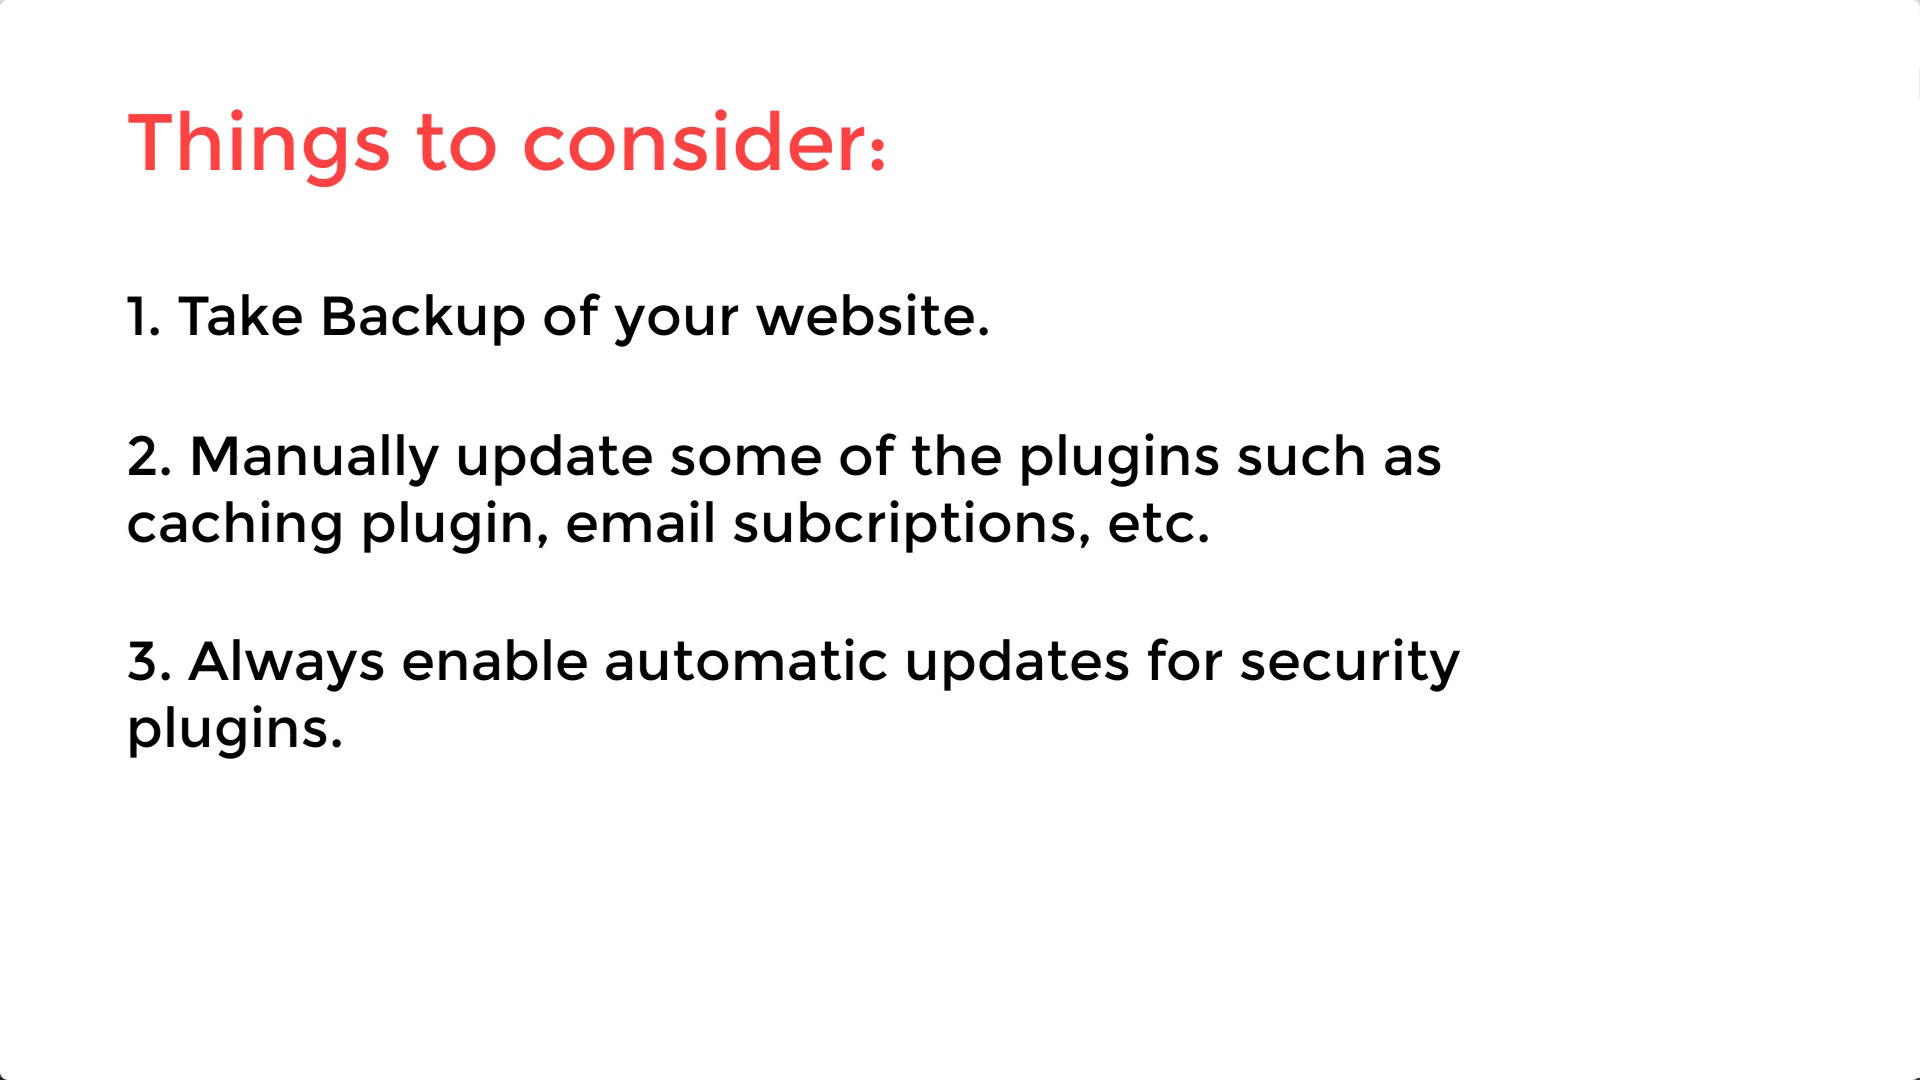 Things to consider:
1. Take Backup of your website.
2. Manually update some of the plugins such as
caching plugin, email subcriptions, etc.
3. Always enable automatic updates for security
plugins.